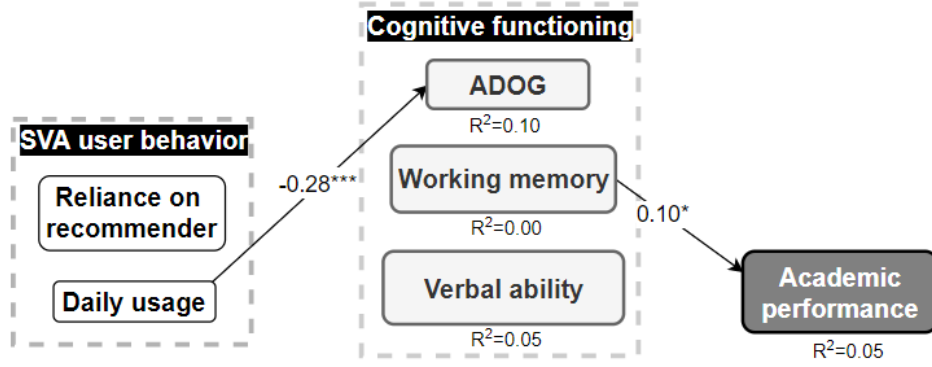 Cognitive functioning
ADOG
R²=0.10
SVA user behavior
-0.28***
Working memory
Reliance on
recommender
0.10*
R²=0.00
Verbal ability
Daily usage
Academic
performance
R²=0.05
R²=0.05